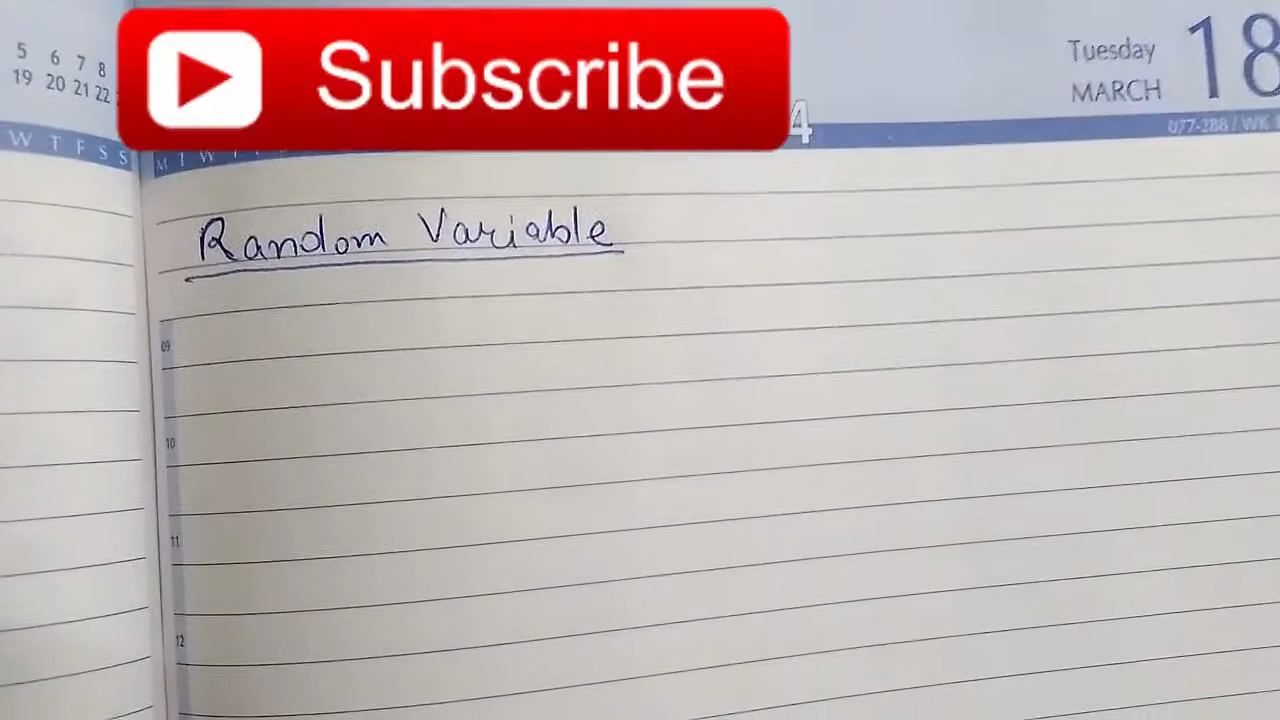 Subscribe
5 6 7 8
19 20 21 22
Tuesday
MARCH
18
4
077-288 / WK
W T F S S
M T W T
Random Variable
09
10
11
12